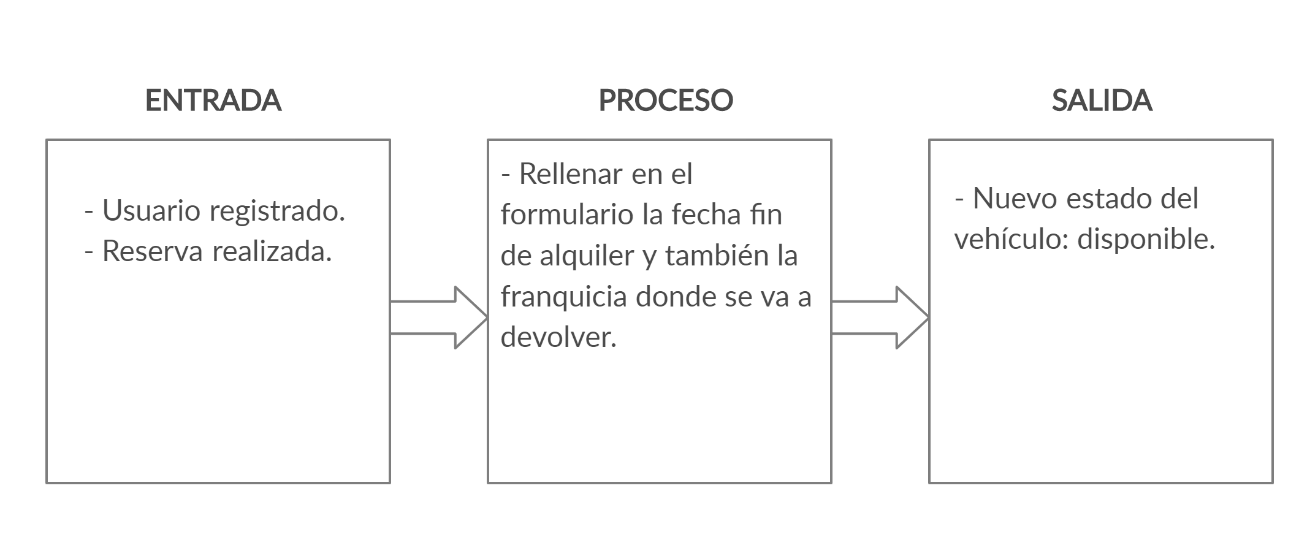 ENTRADA
- Usuario registrado.
- Reserva realizada.
PROCESO
- Rellenar en el
formulario la fecha fin
de alquiler y también la
franquicia donde se va a
devolver.
SALIDA
- Nuevo estado del
vehículo: disponible.